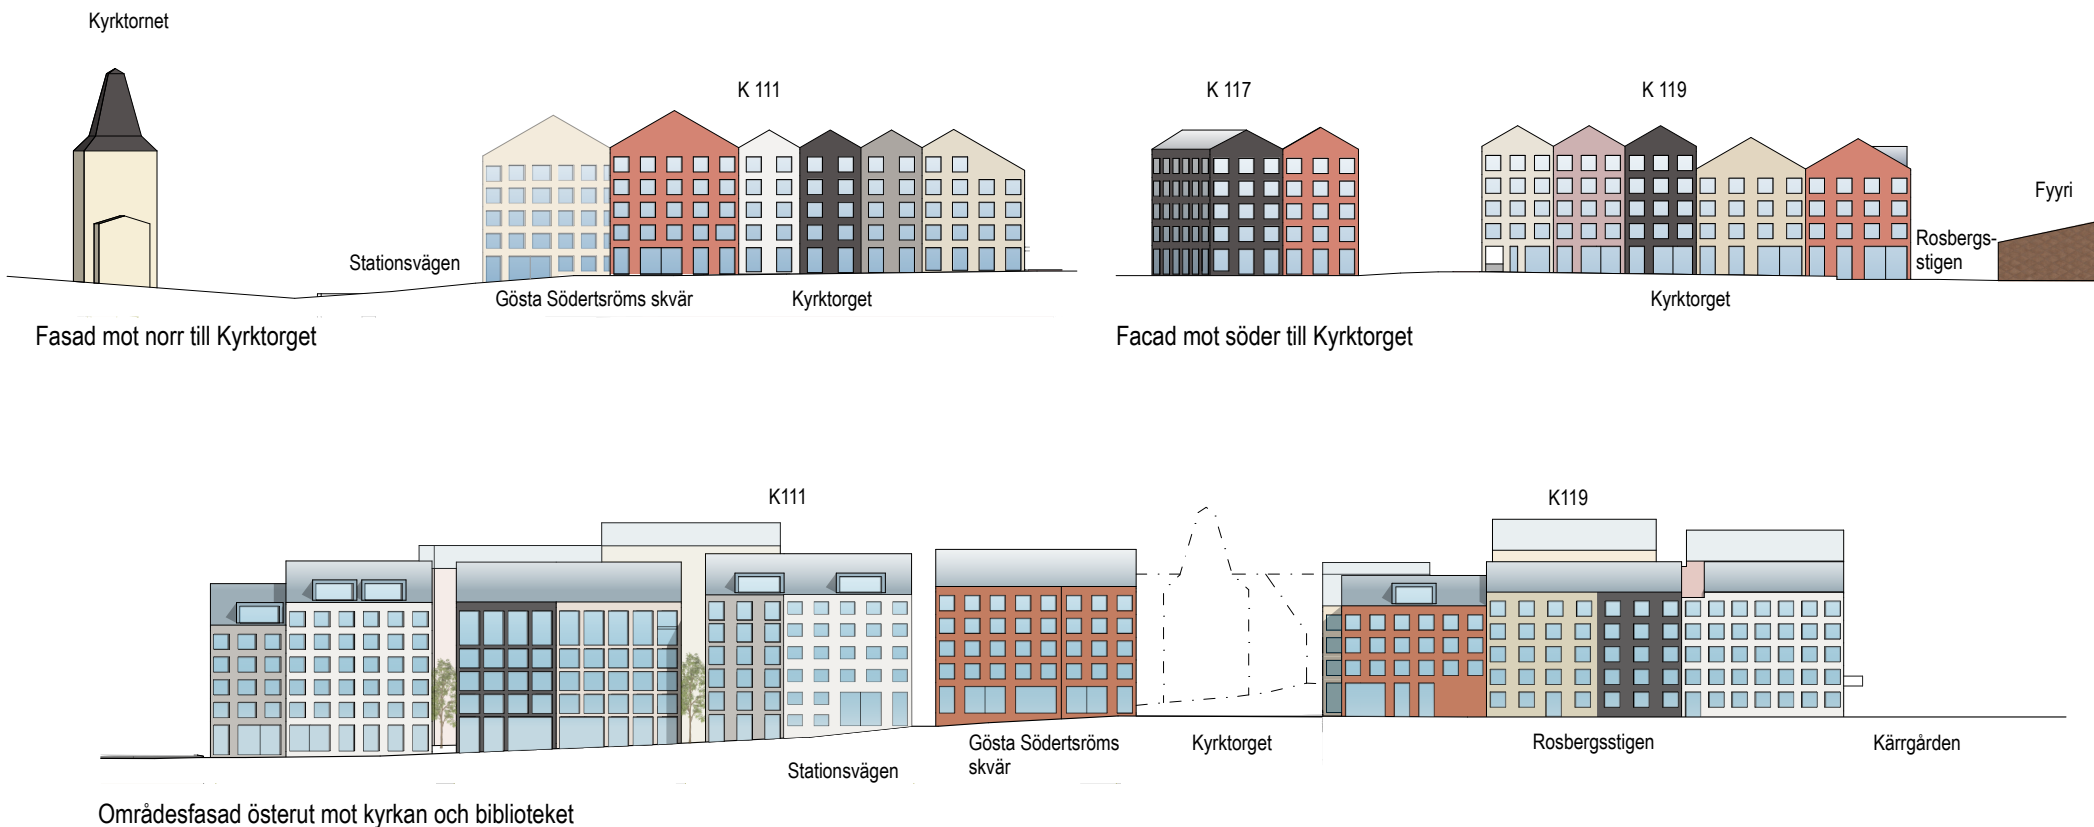 Kyrktornet
K 111
K 117
K 119
Fyyri
Stationsvägen
Rosbergs-
stigen
Gösta Södertsröms skvär
Kyrktorget
Kyrktorget
Fasad mot norr till Kyrktorget
Facad mot söder till Kyrktorget
K111
K119
Gösta Södertsröms
skvär
Kyrktorget
Rosbergsstigen
Kärrgården
Stationsvägen
Områdesfasad österut mot kyrkan och biblioteket